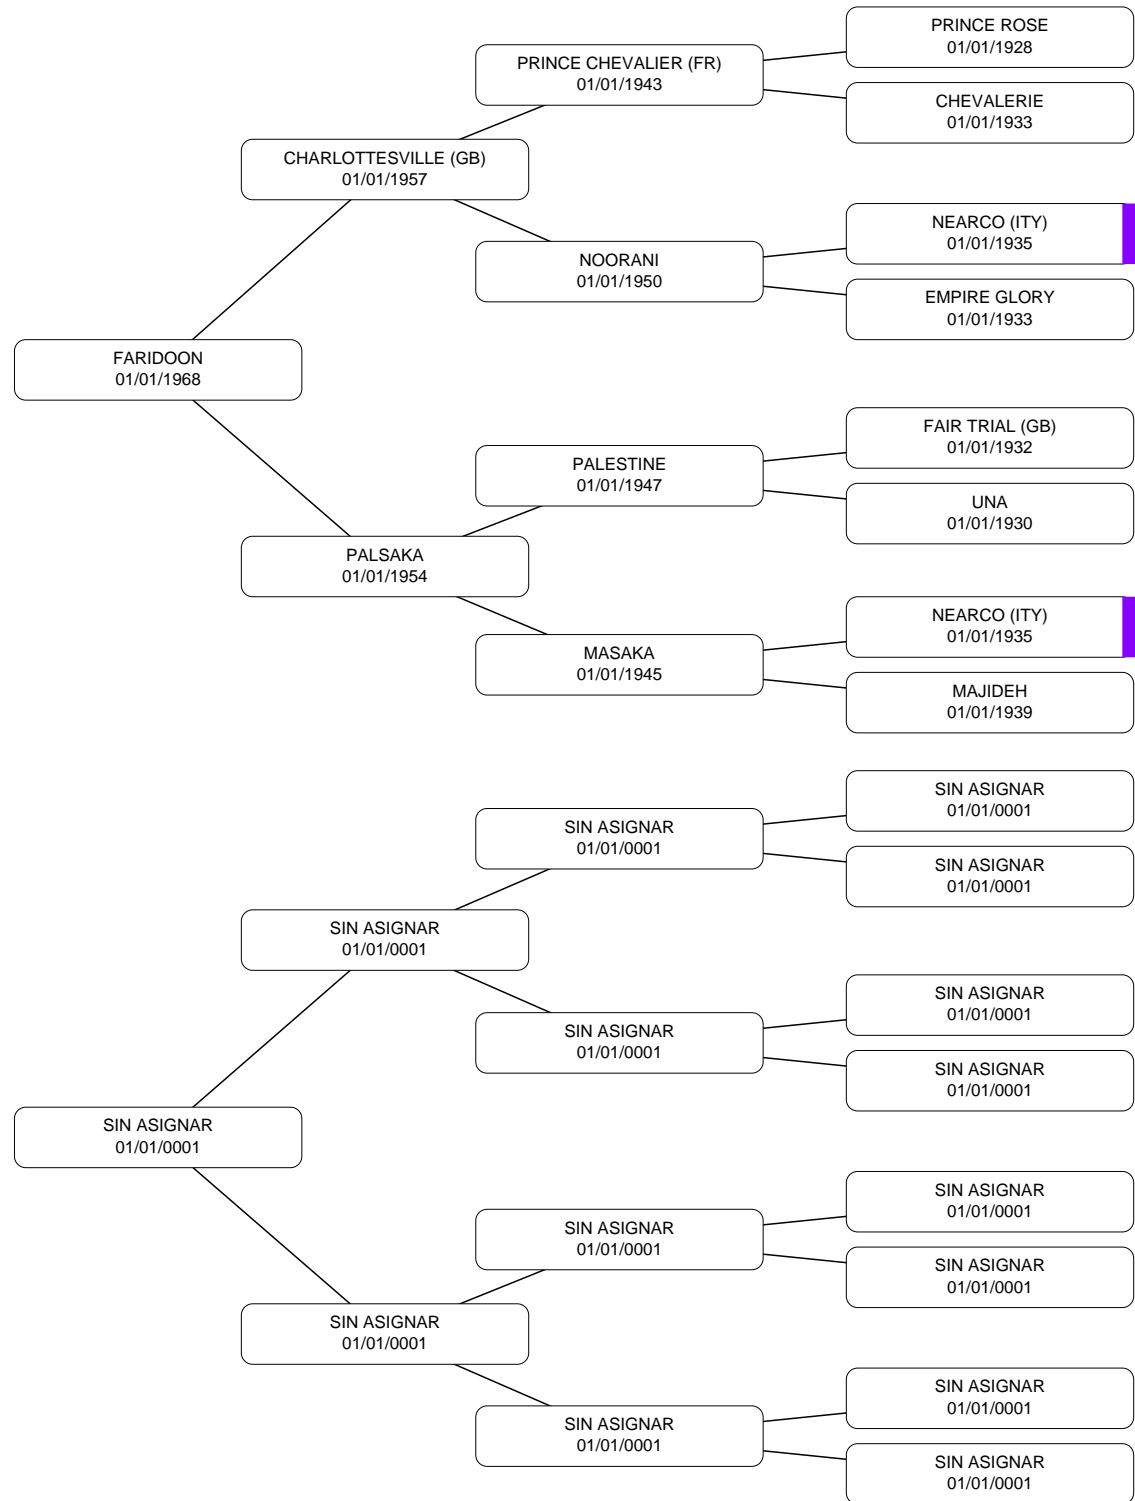 PRINCE ROSE
01/01/1928
PRINCE CHEVALIER (FR)
01/01/1943
CHEVALERIE
01/01/1933
CHARLOTTESVILLE (GB)
01/01/1957
NEARCO (ITY)
01/01/1935
NOORANI
01/01/1950
EMPIRE GLORY
01/01/1933
FARIDOON
01/01/1968
FAIR TRIAL (GB)
01/01/1932
PALESTINE
01/01/1947
UNA
01/01/1930
PALSAKA
01/01/1954
NEARCO (ITY)
01/01/1935
MASAKA
01/01/1945
MAJIDEH
01/01/1939
SIN ASIGNAR
01/01/0001
SIN ASIGNAR
01/01/0001
SIN ASIGNAR
01/01/0001
SIN ASIGNAR
01/01/0001
SIN ASIGNAR
01/01/0001
SIN ASIGNAR
01/01/0001
SIN ASIGNAR
01/01/0001
SIN ASIGNAR
01/01/0001
SIN ASIGNAR
01/01/0001
SIN ASIGNAR
01/01/0001
SIN ASIGNAR
01/01/0001
SIN ASIGNAR
01/01/0001
SIN ASIGNAR
01/01/0001
SIN ASIGNAR
01/01/0001
SIN ASIGNAR
01/01/0001